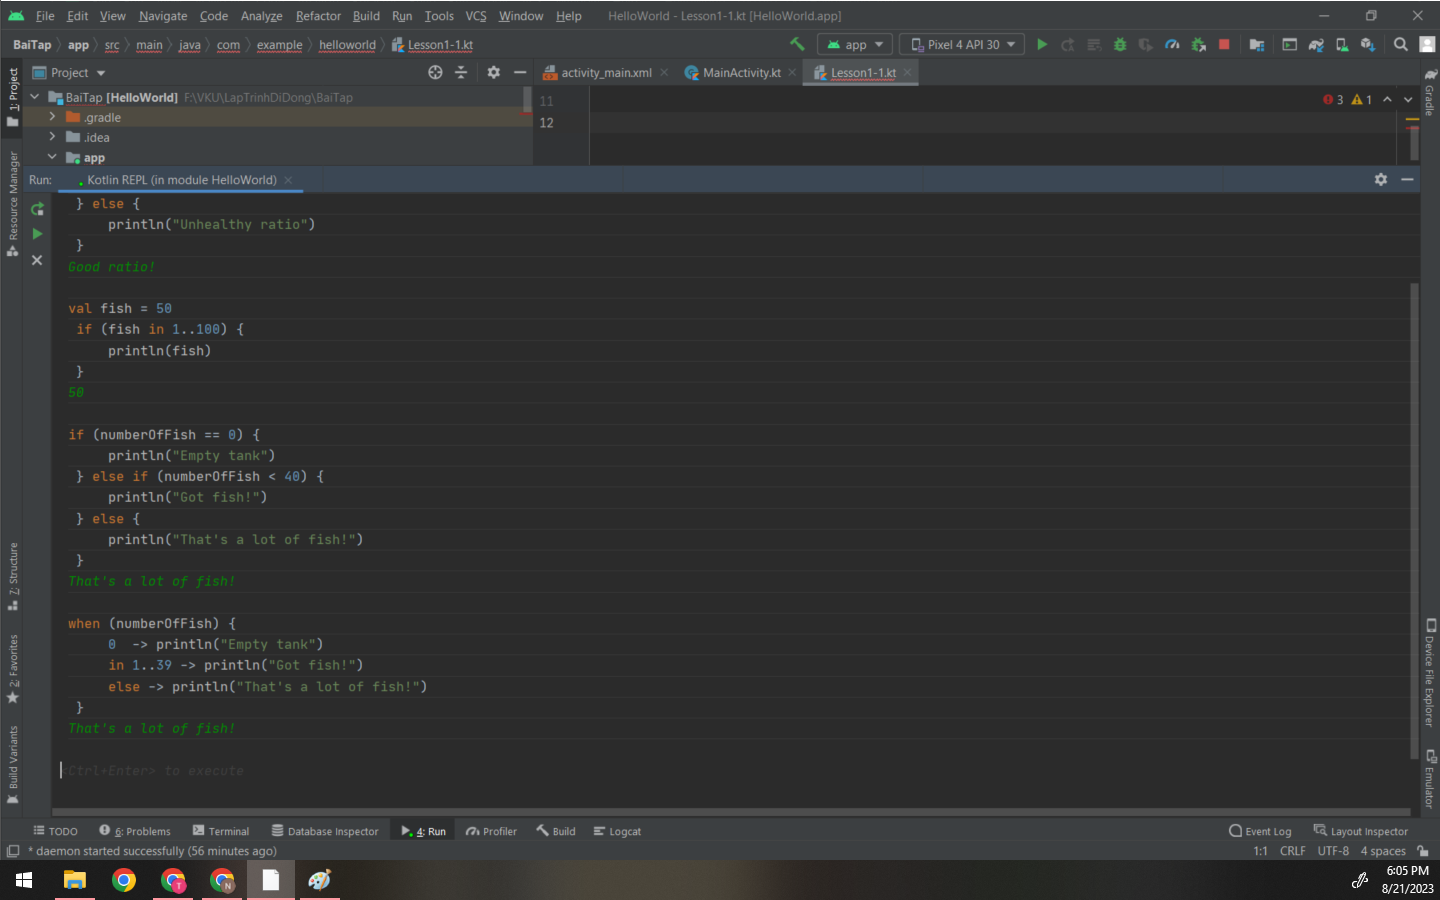 File Edit View Navigate Code Analyze Refactor Build Run Tools VCS Window Help HelloWorld - Lesson1-1.kt [HelloWorld.app]
BaiTap app src main java com example helloworld Lesson1-1.kt app Pixel 4 API 30
1: Project
Project
activity_main.xml MainActivity.kt Lesson1-1.kt
Gradle
BaiTap [HelloWorld] F:\VKU\LapTrinhDiDong\BaiTap
.gradle
.idea
app
11
12
3 1
Resource Manager
Run: Kotlin REPL (in module HelloWorld)
} else {
println("Unhealthy ratio")
}
Good ratio!
val fish = 50
if (fish in 1..100) {
println(fish)
}
50
if (numberOfFish == 0) {
println("Empty tank")
} else if (numberOfFish < 40) {
println("Got fish!")
} else {
println("That's a lot of fish!")
}
That's a lot of fish!
when (numberOfFish) {
0 -> println("Empty tank")
in 1..39 -> println("Got fish!")
else -> println("That's a lot of fish!")
}
That's a lot of fish!
<Ctrl+Enter> to execute
7: Structure
2: Favorites
Build Variants
Device File Explorer
Emulator
TODO 6: Problems Terminal Database Inspector 4: Run Profiler Build Logcat Event Log Layout Inspector
* daemon started successfully (56 minutes ago) 1:1 CRLF UTF-8 4 spaces
T
N
6:05 PM
8/21/2023